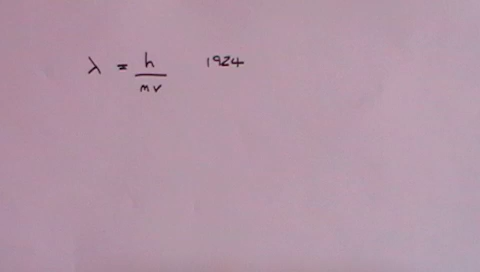 λ = h/mv 1924